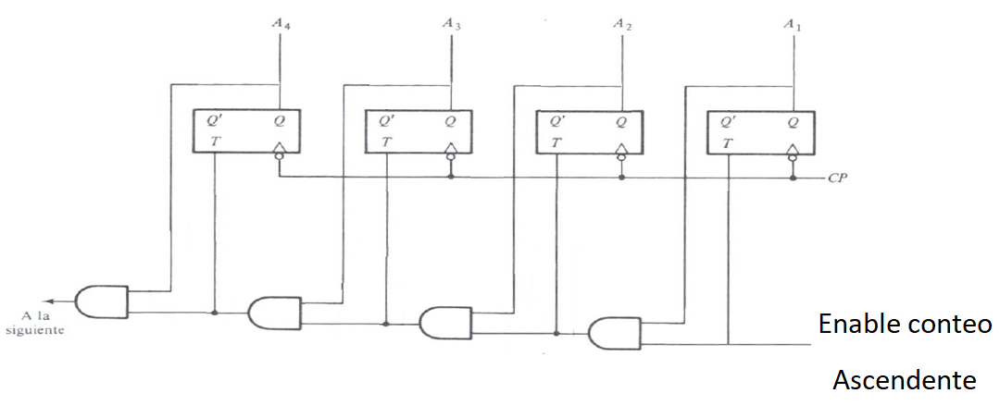 A4 A3 A2 A1
Q' Q Q' Q Q' Q Q' Q
T T T T
CP
A la
siguiente
Enable conteo
Ascendente